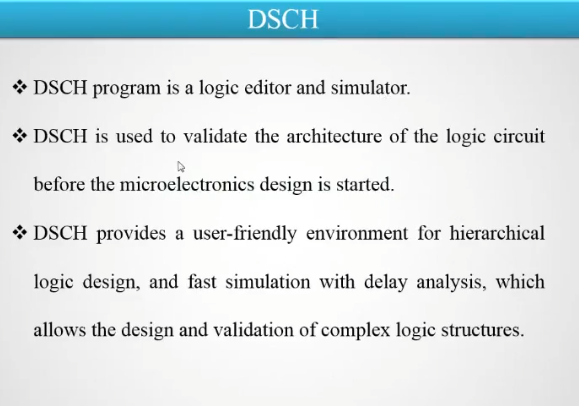 DSCH
❖ DSCH program is a logic editor and simulator.
❖ DSCH is used to validate the architecture of the logic circuit
before the microelectronics design is started.
❖ DSCH provides a user-friendly environment for hierarchical
logic design, and fast simulation with delay analysis, which
allows the design and validation of complex logic structures.